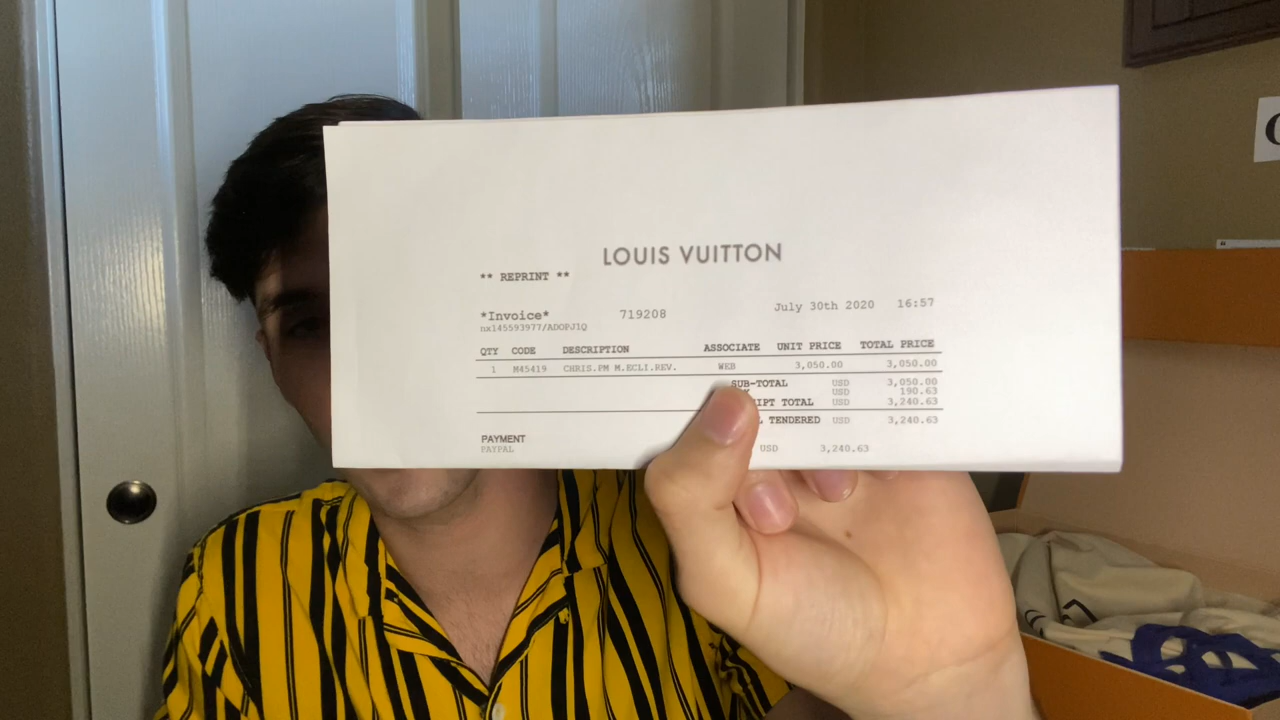 LOUIS VUITTON
** REPRINT **
*Invoice* 719208 July 30th 2020 16:57
nx145593977/ADOPJ1Q
QTY CODE DESCRIPTION ASSOCIATE UNIT PRICE TOTAL PRICE
1 M45419 CHRIS.PM M.ECLI.REV. WEB 3,050.00 3,050.00
SUB-TOTAL USD 3,050.00
USD 190.63
IPT TOTAL USD 3,240.63
TENDERED USD 3,240.63
PAYMENT
PAYPAL USD 3,240.63